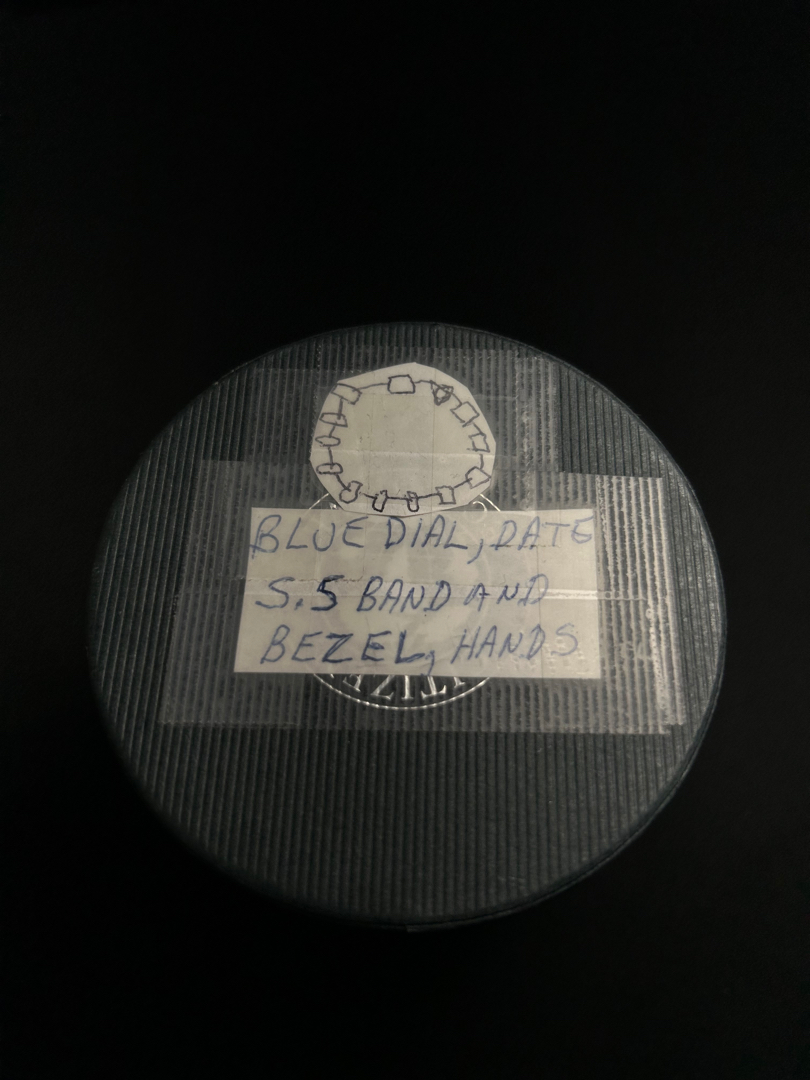 BLUE DIAL, DATE
S.S BAND AND
BEZEL, HANDS